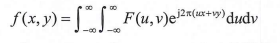 f(x, y) = ∫_{-∞}^{∞} ∫_{-∞}^{∞} F(u, v)e^{j2π(ux+vy)}dudv